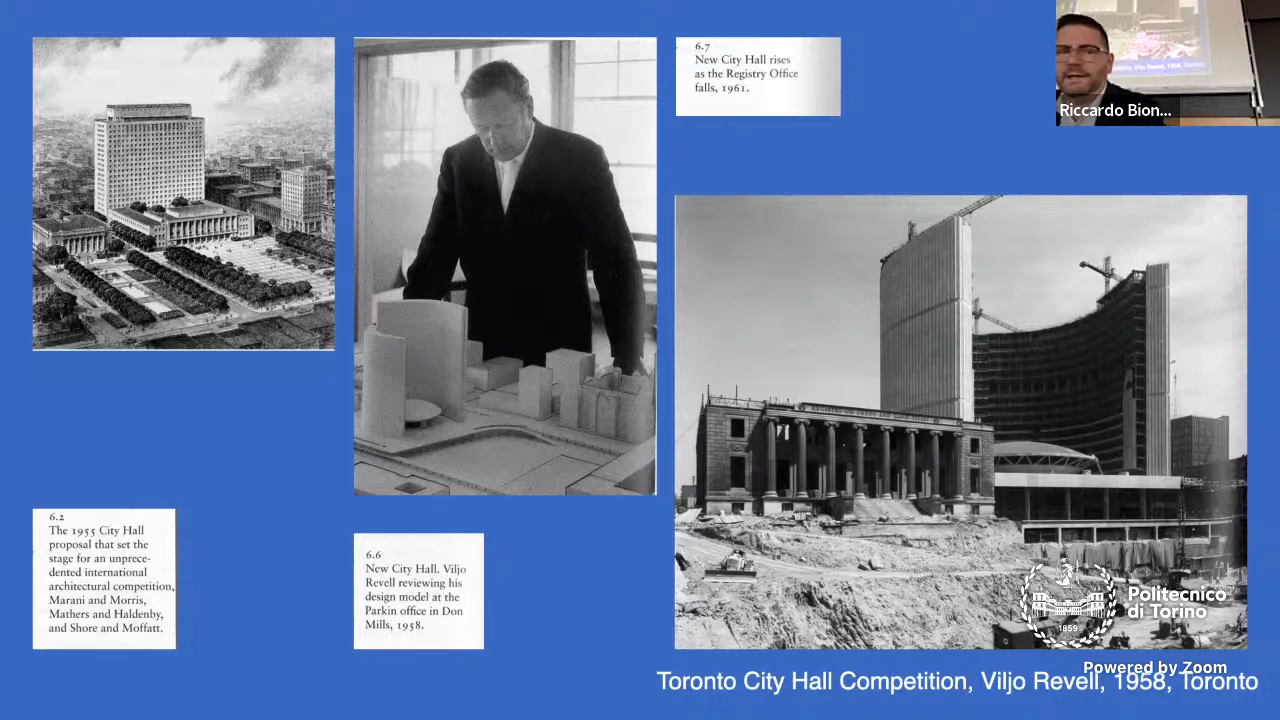 6.7
New City Hall rises
as the Registry Office
falls, 1961.
Riccardo Bion...
6.2
The 1955 City Hall
proposal that set the
stage for an unprece-
dented international
architectural competition,
Marani and Morris,
Mathers and Haldenby,
and Shore and Moffatt.
6.6
New City Hall. Viljo
Revell reviewing his
design model at the
Parkin office in Don
Mills, 1958.
Politecnico
di Torino
1859
Powered by Zoom
Toronto City Hall Competition, Viljo Revell, 1958, Toronto